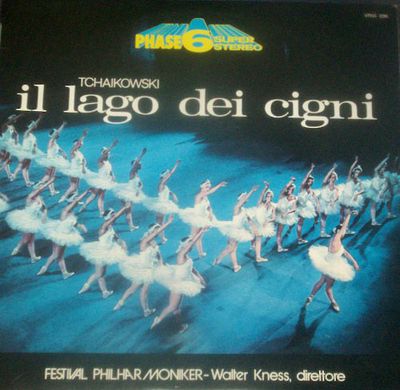 PHASE 6 SUPER STEREO
TCHAIKOWSKI
il lago dei cigni
FESTIVAL PHILHARMONIKER - Walter Kness, direttore